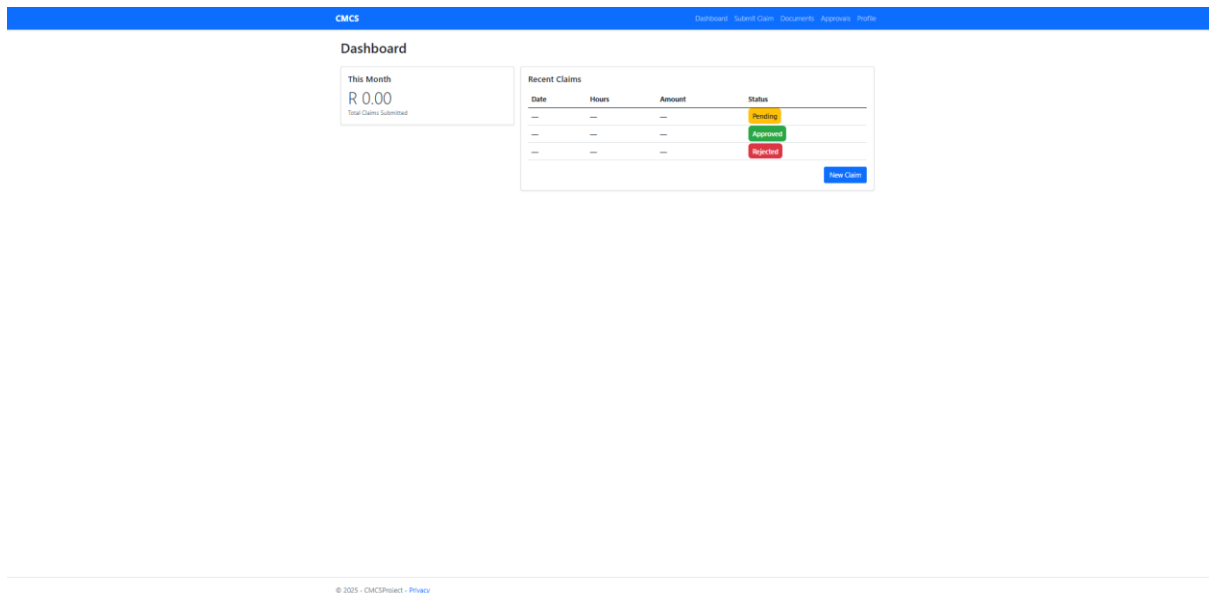 CMCS
Dashboard Submit Claim Documents Approvals Profile
Dashboard
This Month
R 0.00
Total Claims Submitted
Recent Claims
Date Hours Amount Status
— — — Pending
— — — Approved
— — — Rejected
New Claim
© 2025 - CMCSProject - Privacy